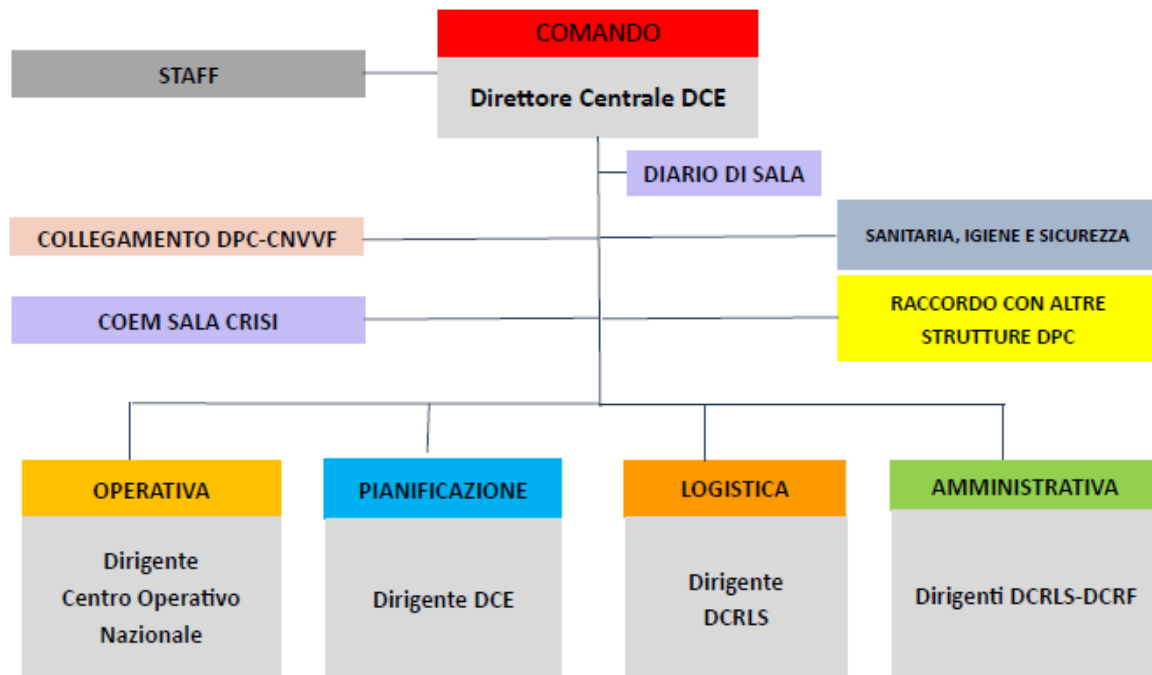 COMANDO
STAFF
Direttore Centrale DCE
DIARIO DI SALA
COLLEGAMENTO DPC-CNVVF
SANITARIA, IGIENE E SICUREZZA
COEM SALA CRISI
RACCORDO CON ALTRE
STRUTTURE DPC
OPERATIVA
PIANIFICAZIONE
LOGISTICA
AMMINISTRATIVA
Dirigente
Centro Operativo
Nazionale
Dirigente DCE
Dirigente
DCRLS
Dirigenti DCRLS-DCRF